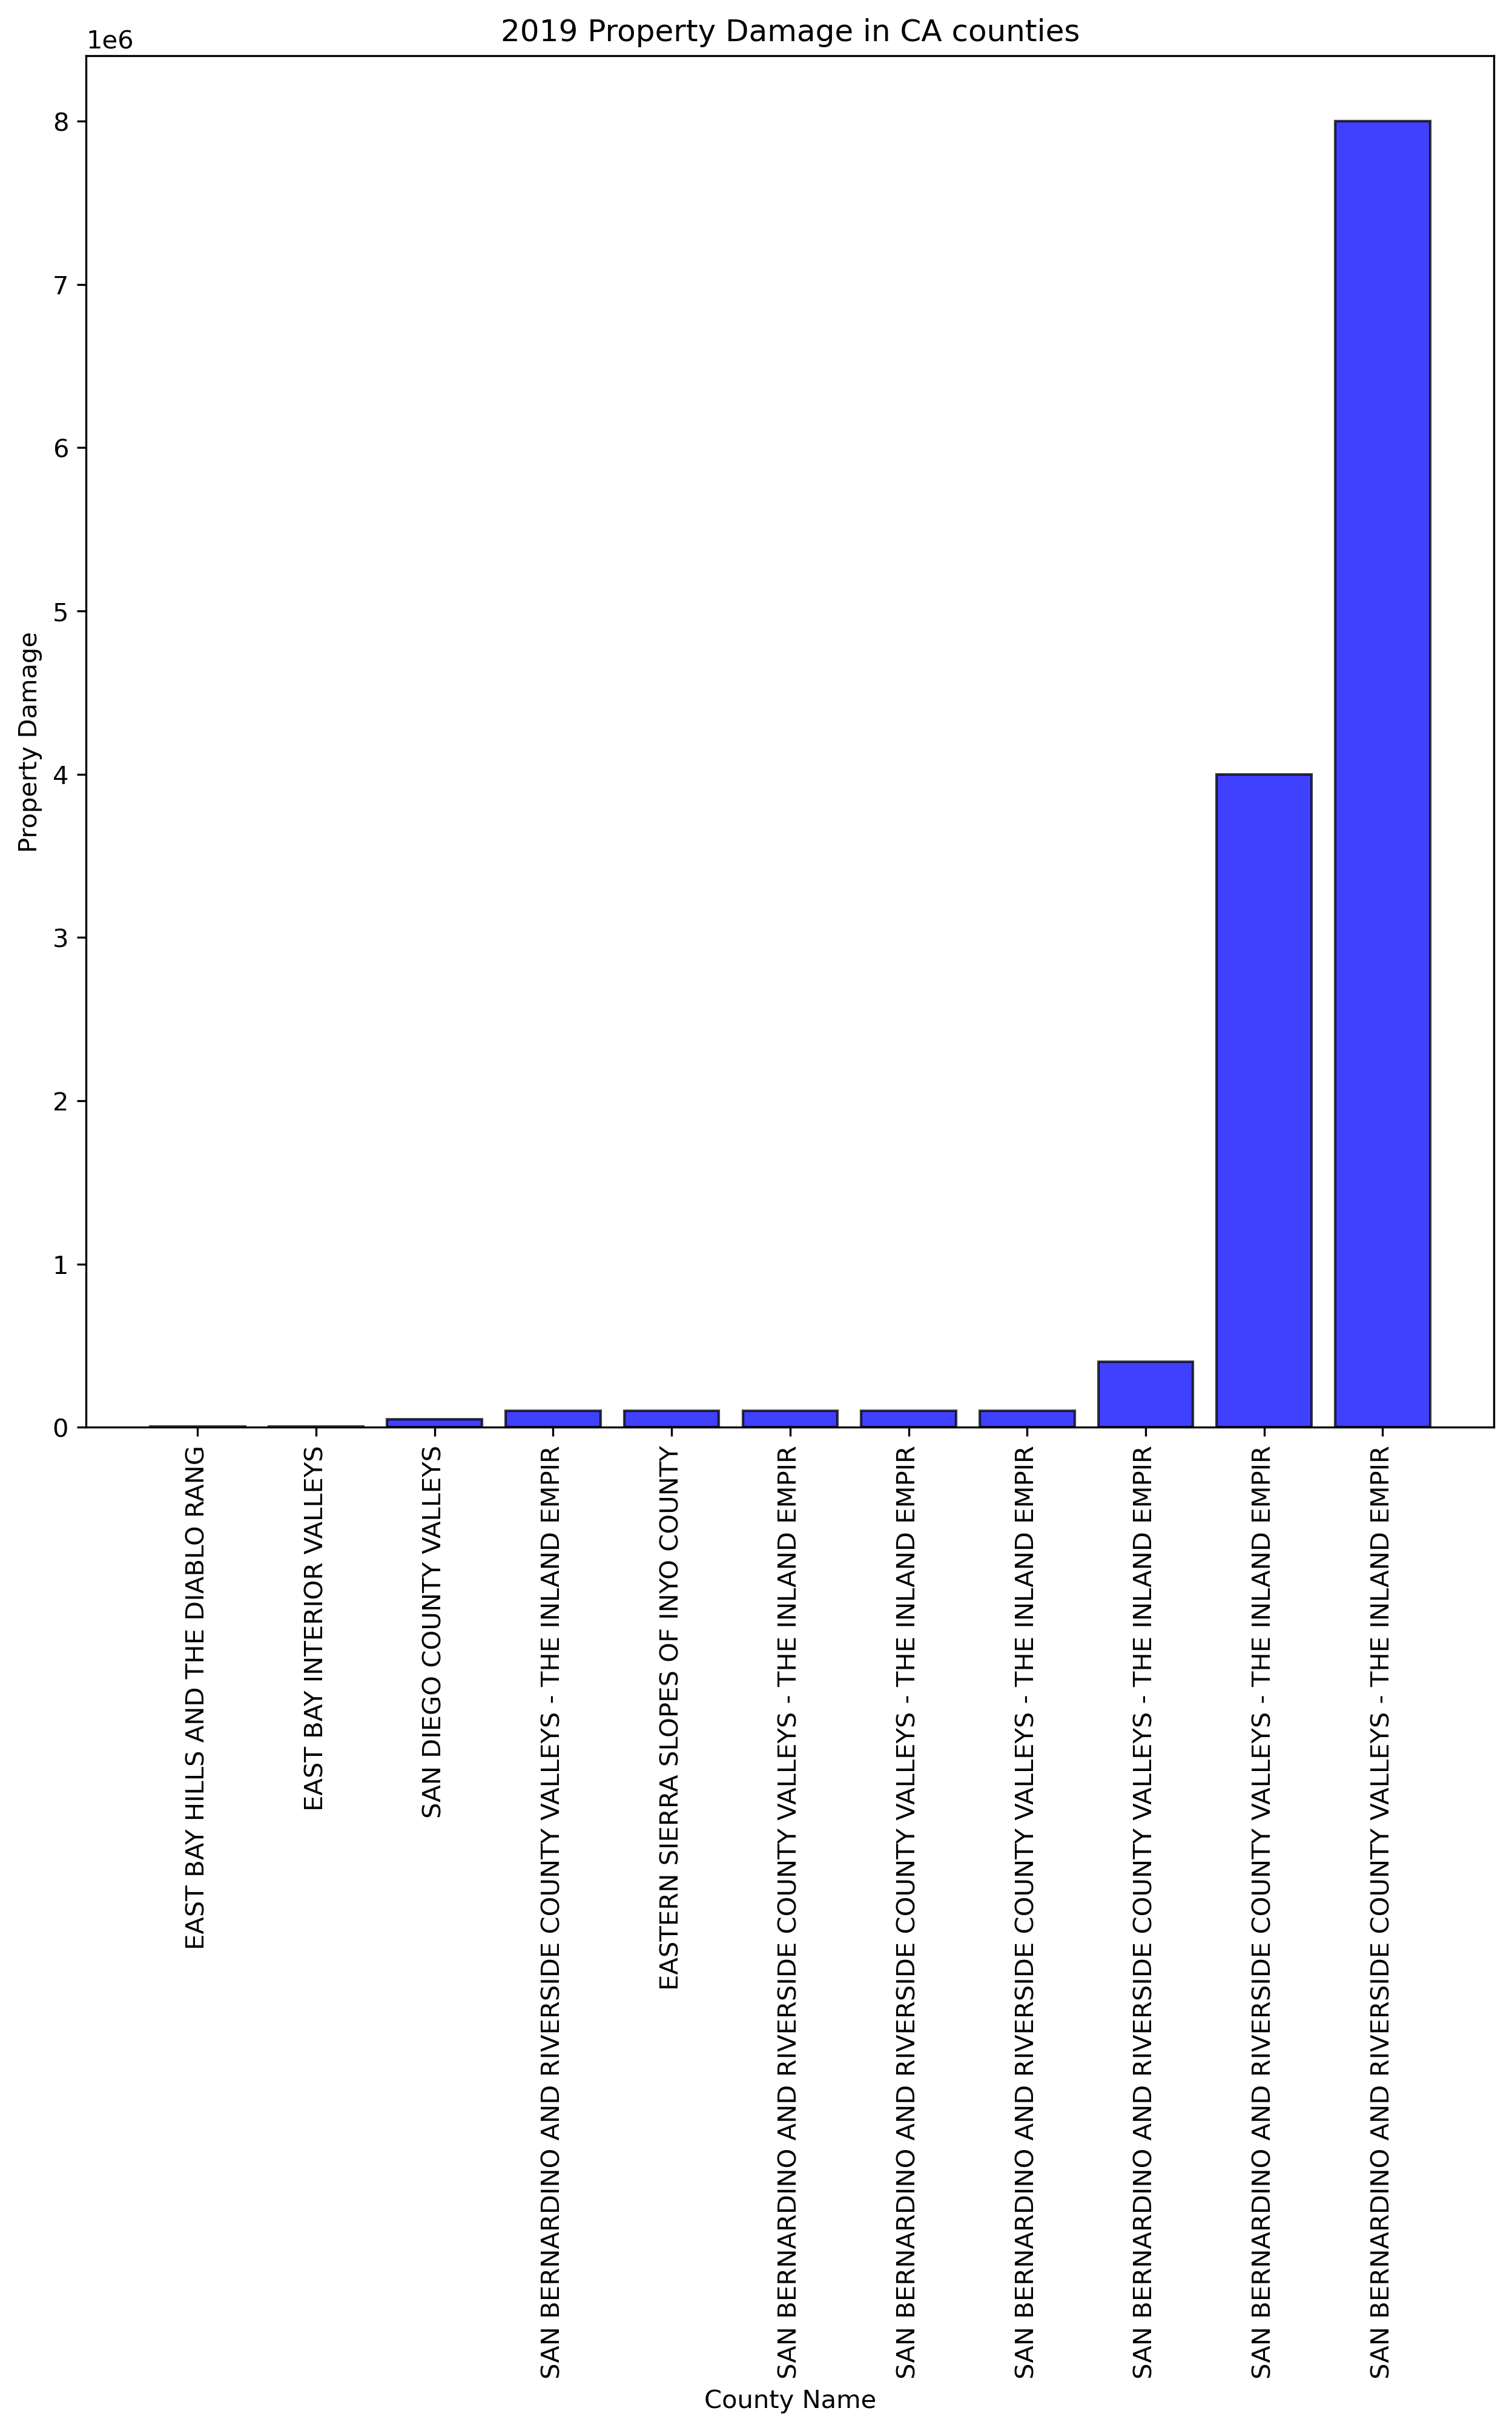 2019 Property Damage in CA counties
1e6
8
7
6
5
4
3
2
1
0
Property Damage
EAST BAY HILLS AND THE DIABLO RANG
EAST BAY INTERIOR VALLEYS
SAN DIEGO COUNTY VALLEYS
SAN BERNARDINO AND RIVERSIDE COUNTY VALLEYS - THE INLAND EMPIR
EASTERN SIERRA SLOPES OF INYO COUNTY
SAN BERNARDINO AND RIVERSIDE COUNTY VALLEYS - THE INLAND EMPIR
SAN BERNARDINO AND RIVERSIDE COUNTY VALLEYS - THE INLAND EMPIR
SAN BERNARDINO AND RIVERSIDE COUNTY VALLEYS - THE INLAND EMPIR
SAN BERNARDINO AND RIVERSIDE COUNTY VALLEYS - THE INLAND EMPIR
SAN BERNARDINO AND RIVERSIDE COUNTY VALLEYS - THE INLAND EMPIR
SAN BERNARDINO AND RIVERSIDE COUNTY VALLEYS - THE INLAND EMPIR
County Name